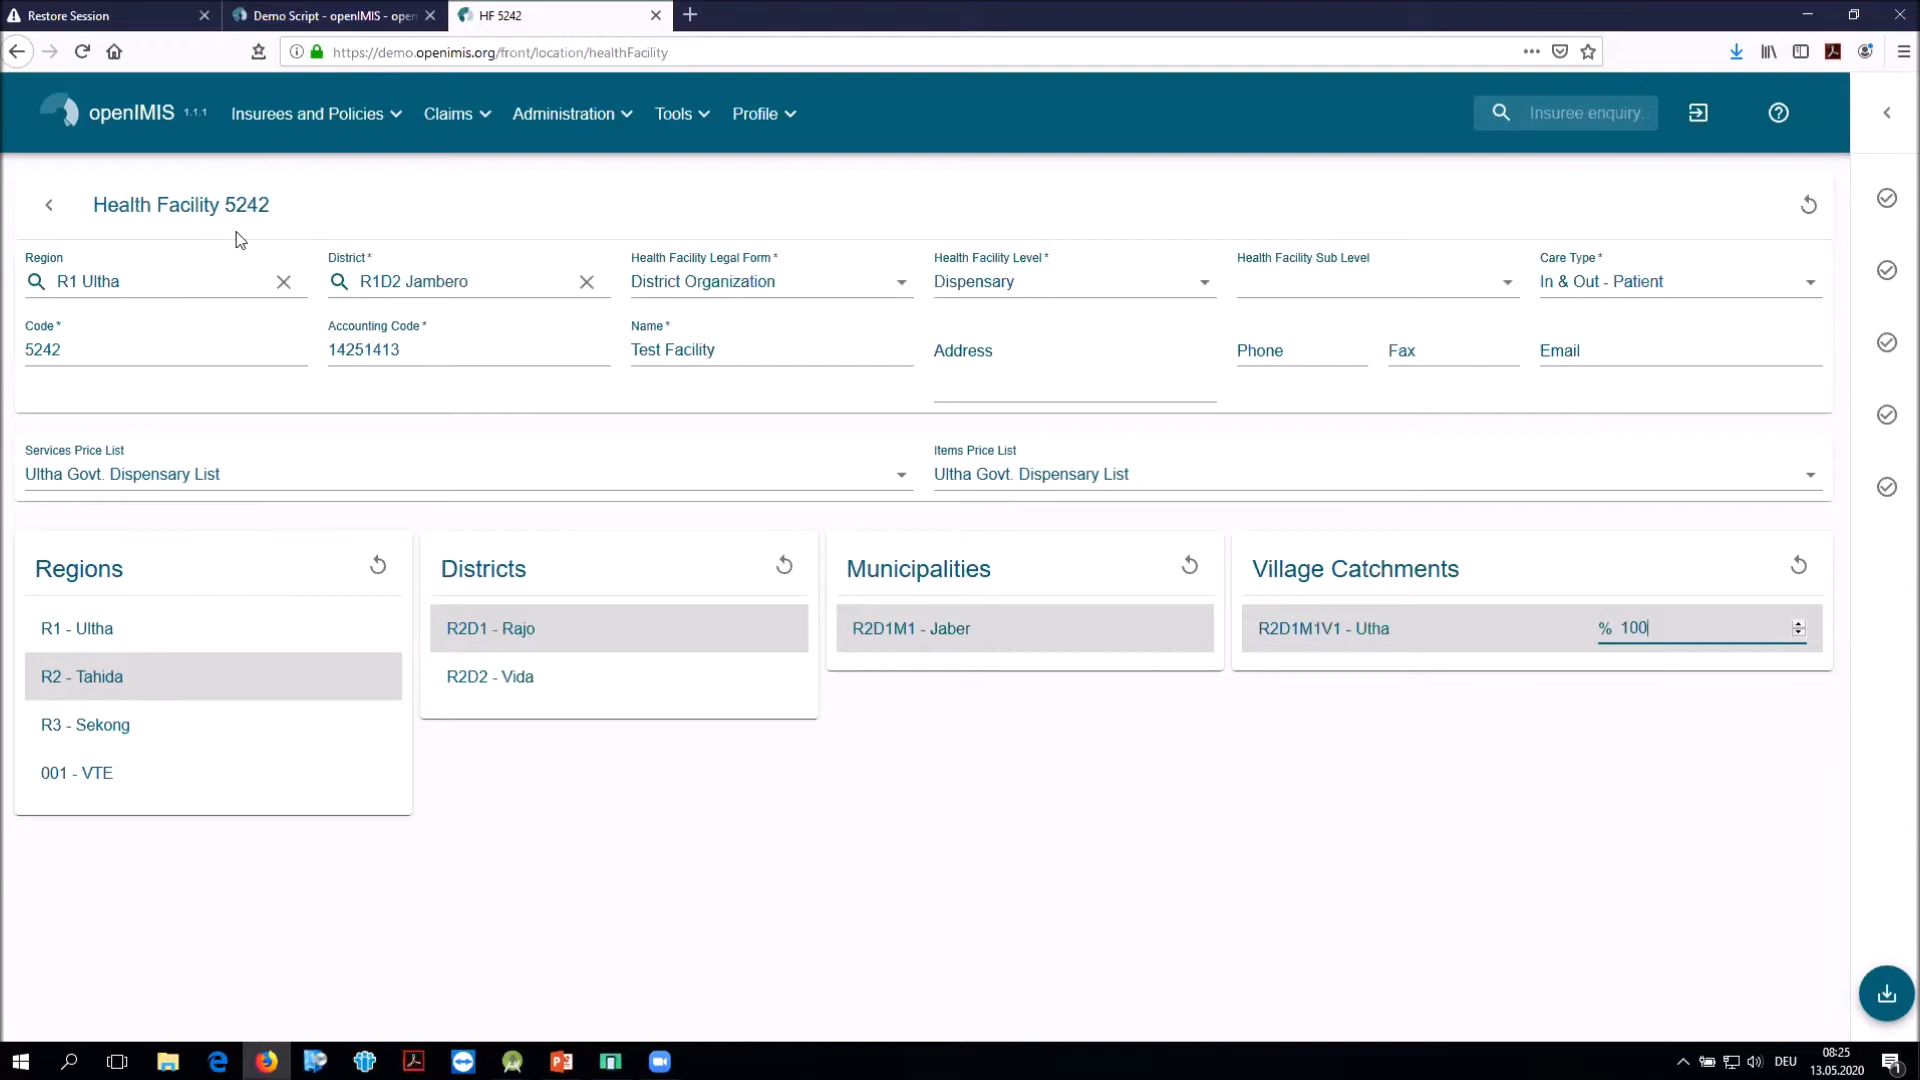 Restore Session
Demo Script - openIMIS - open
HF 5242
https://demo.openimis.org/front/location/healthFacility
openIMIS 1.1.1 Insurees and Policies Claims Administration Tools Profile Insuree enquiry..
Health Facility 5242
Region District * Health Facility Legal Form * Health Facility Level * Health Facility Sub Level Care Type *
R1 Ultha R1D2 Jambero District Organization Dispensary In & Out - Patient
Code * Accounting Code * Name *
5242 14251413 Test Facility Address Phone Fax Email
Services Price List Items Price List
Ultha Govt. Dispensary List Ultha Govt. Dispensary List
Regions Districts Municipalities Village Catchments
R1 - Ultha R2D1 - Rajo R2D1M1 - Jaber R2D1M1V1 - Utha % 100
R2 - Tahida R2D2 - Vida
R3 - Sekong
001 - VTE
DEU 08:25
13.05.2020
1